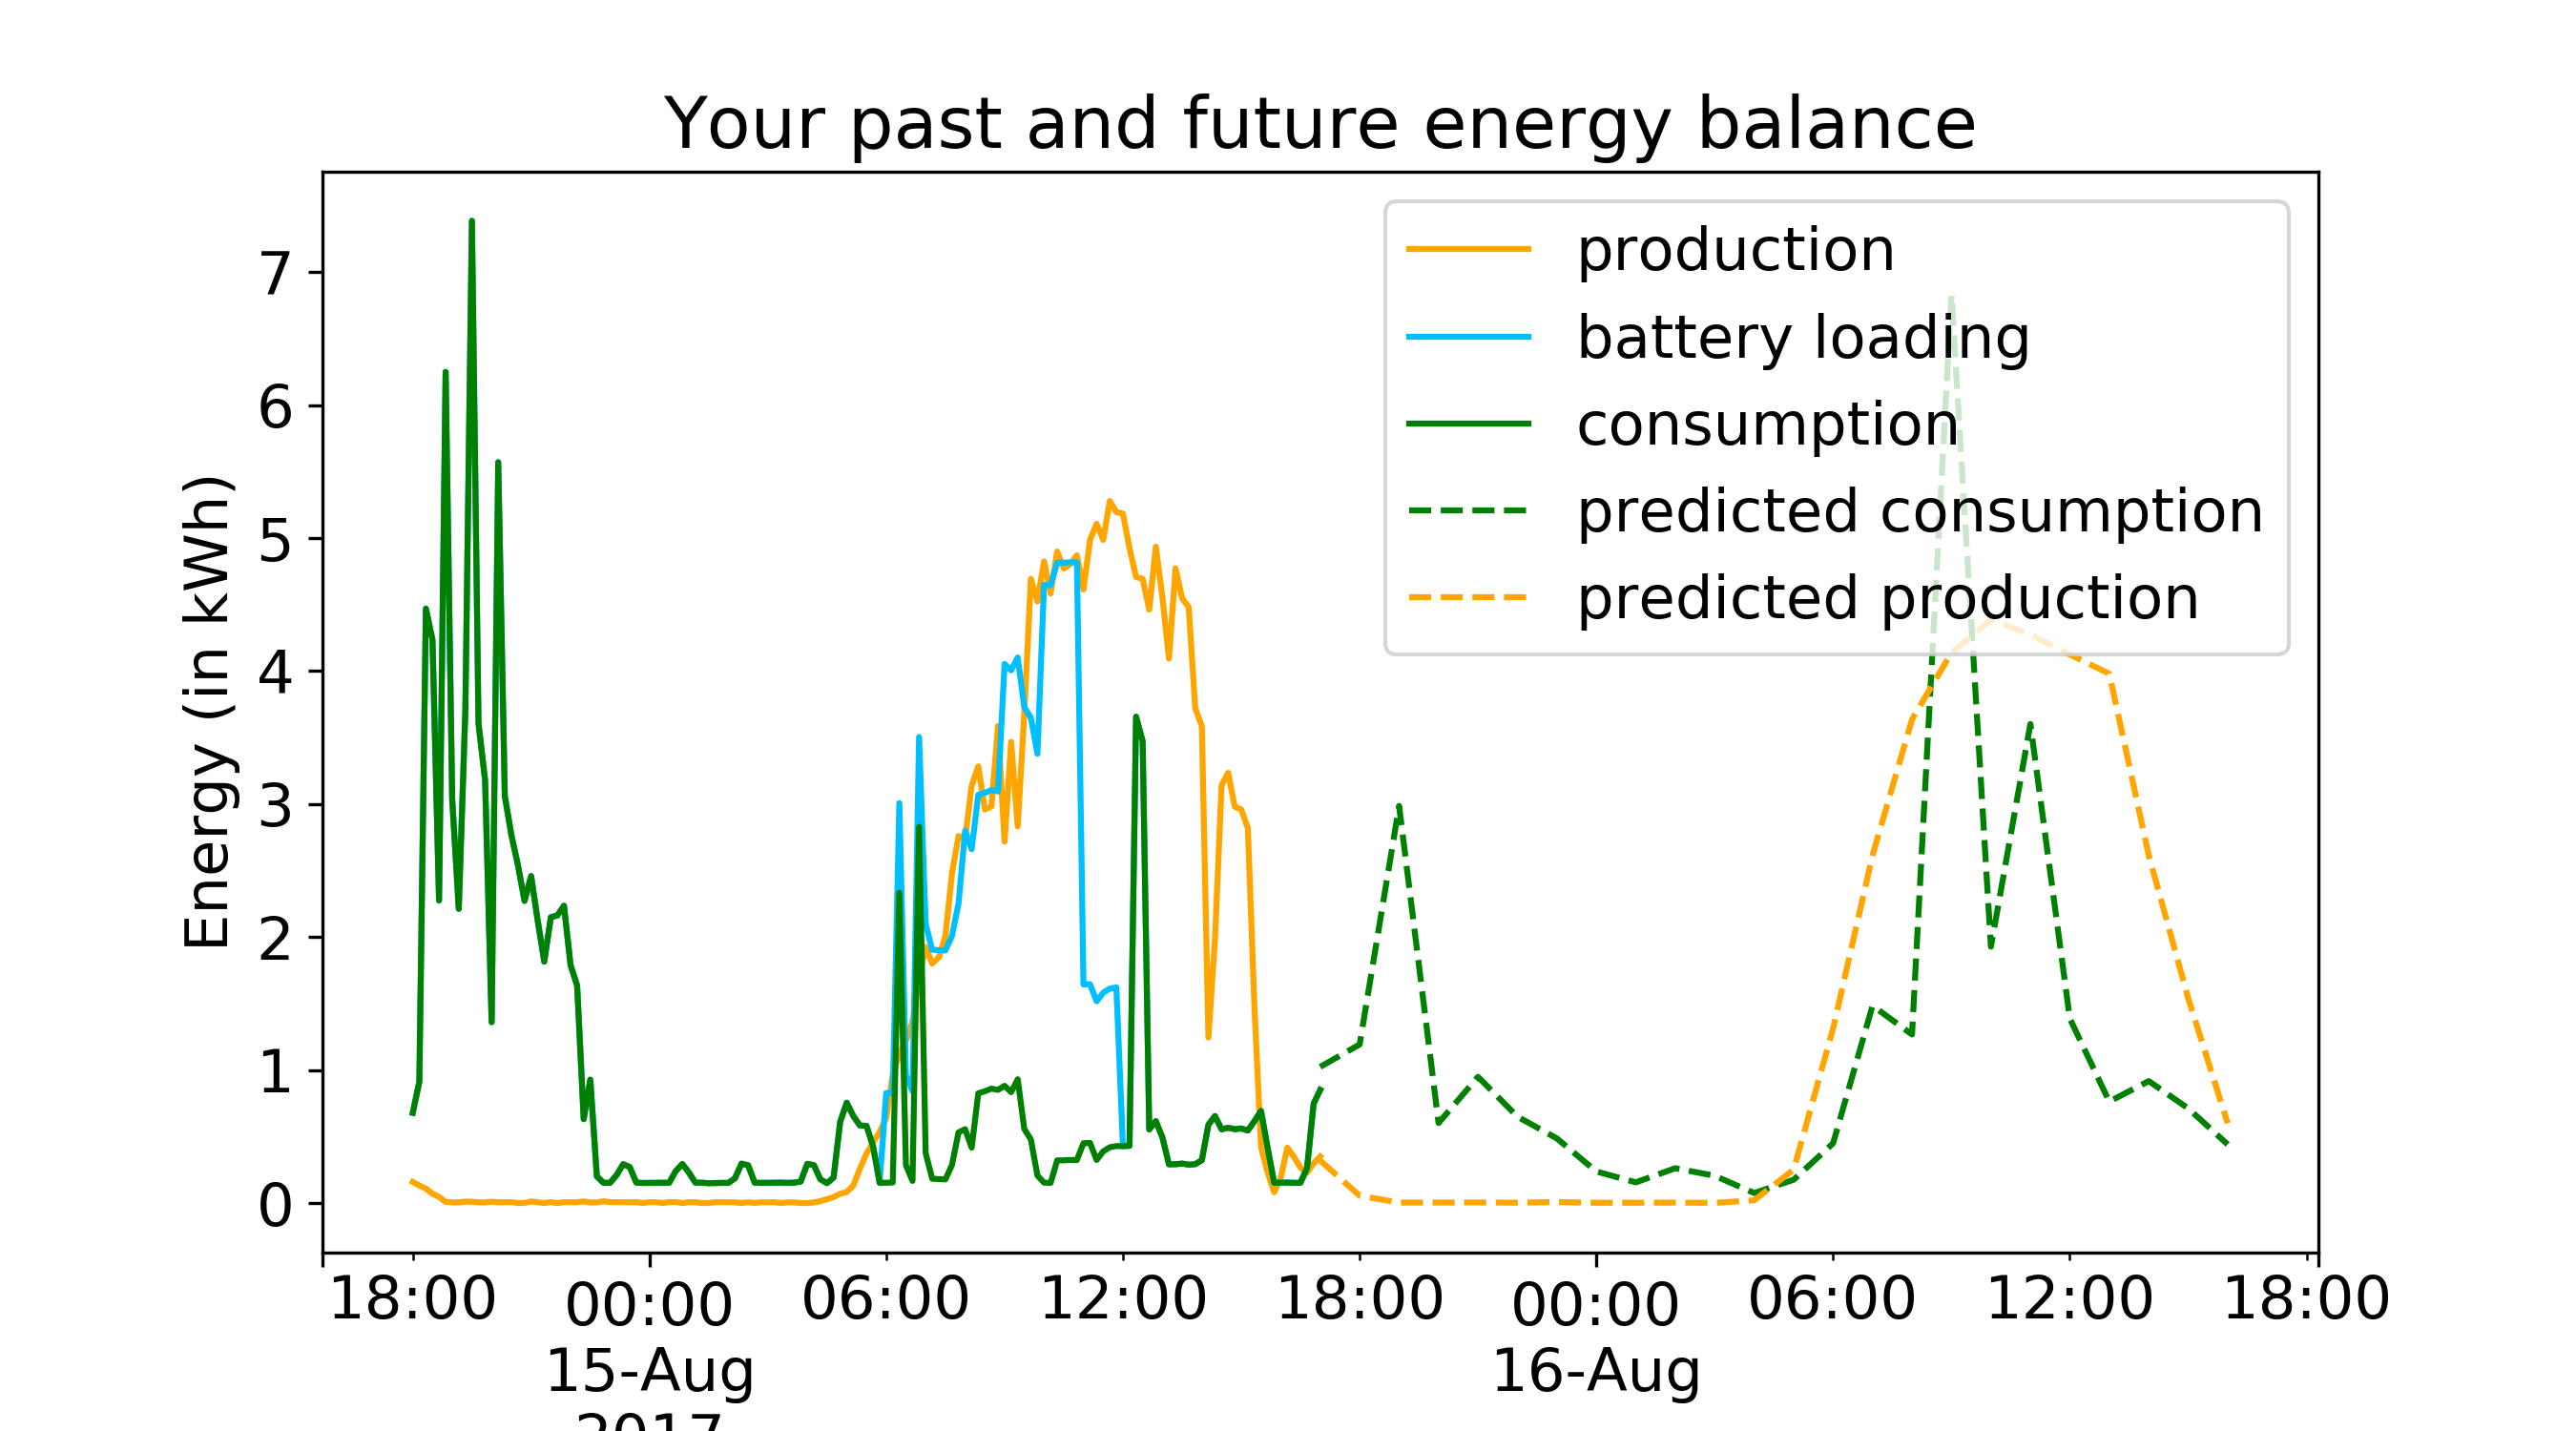 Your past and future energy balance
Energy (in kWh)
7
6
5
4
3
2
1
0
production
battery loading
consumption
predicted consumption
predicted production
18:00 00:00 06:00 12:00 18:00 00:00 06:00 12:00 18:00
15-Aug 16-Aug
2017